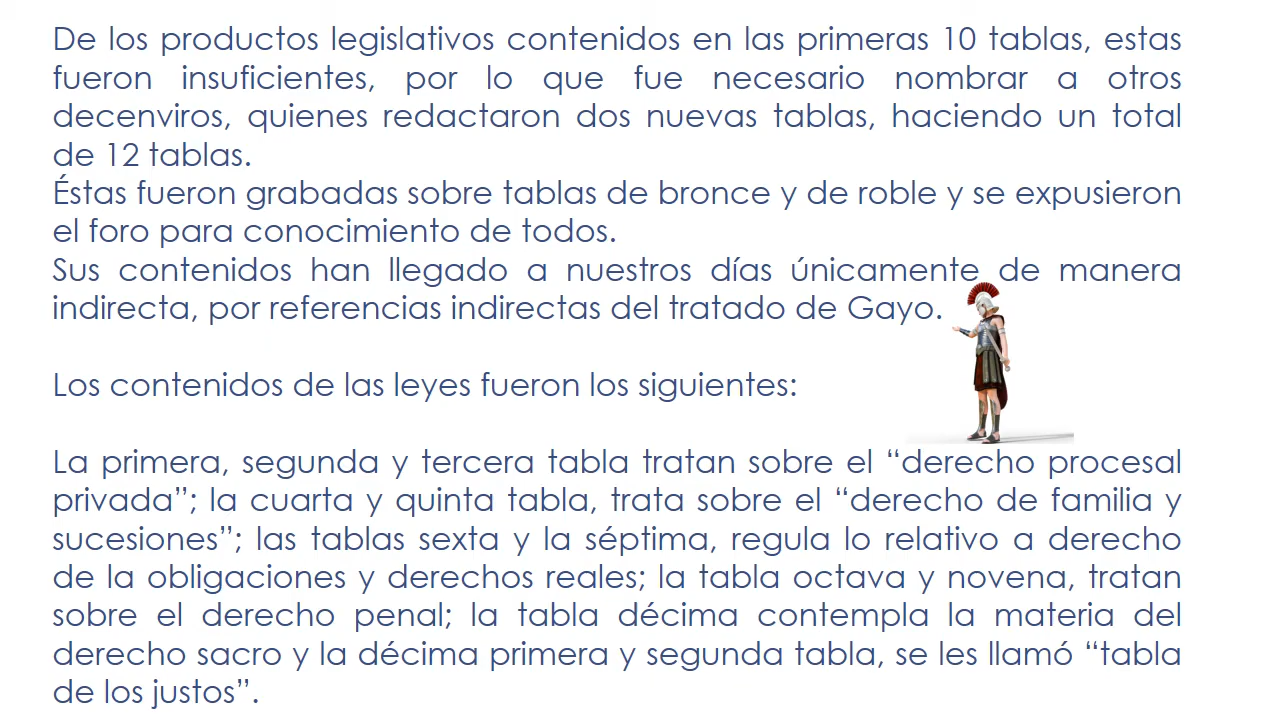 De los productos legislativos contenidos en las primeras 10 tablas, estas
fueron insuficientes, por lo que fue necesario nombrar a otros
decenviros, quienes redactaron dos nuevas tablas, haciendo un total
de 12 tablas.
Éstas fueron grabadas sobre tablas de bronce y de roble y se expusieron
el foro para conocimiento de todos.
Sus contenidos han llegado a nuestros días únicamente de manera
indirecta, por referencias indirectas del tratado de Gayo.
Los contenidos de las leyes fueron los siguientes:
La primera, segunda y tercera tabla tratan sobre el “derecho procesal
privada”; la cuarta y quinta tabla, trata sobre el “derecho de familia y
sucesiones”; las tablas sexta y la séptima, regula lo relativo a derecho
de la obligaciones y derechos reales; la tabla octava y novena, tratan
sobre el derecho penal; la tabla décima contempla la materia del
derecho sacro y la décima primera y segunda tabla, se les llamó “tabla
de los justos”.